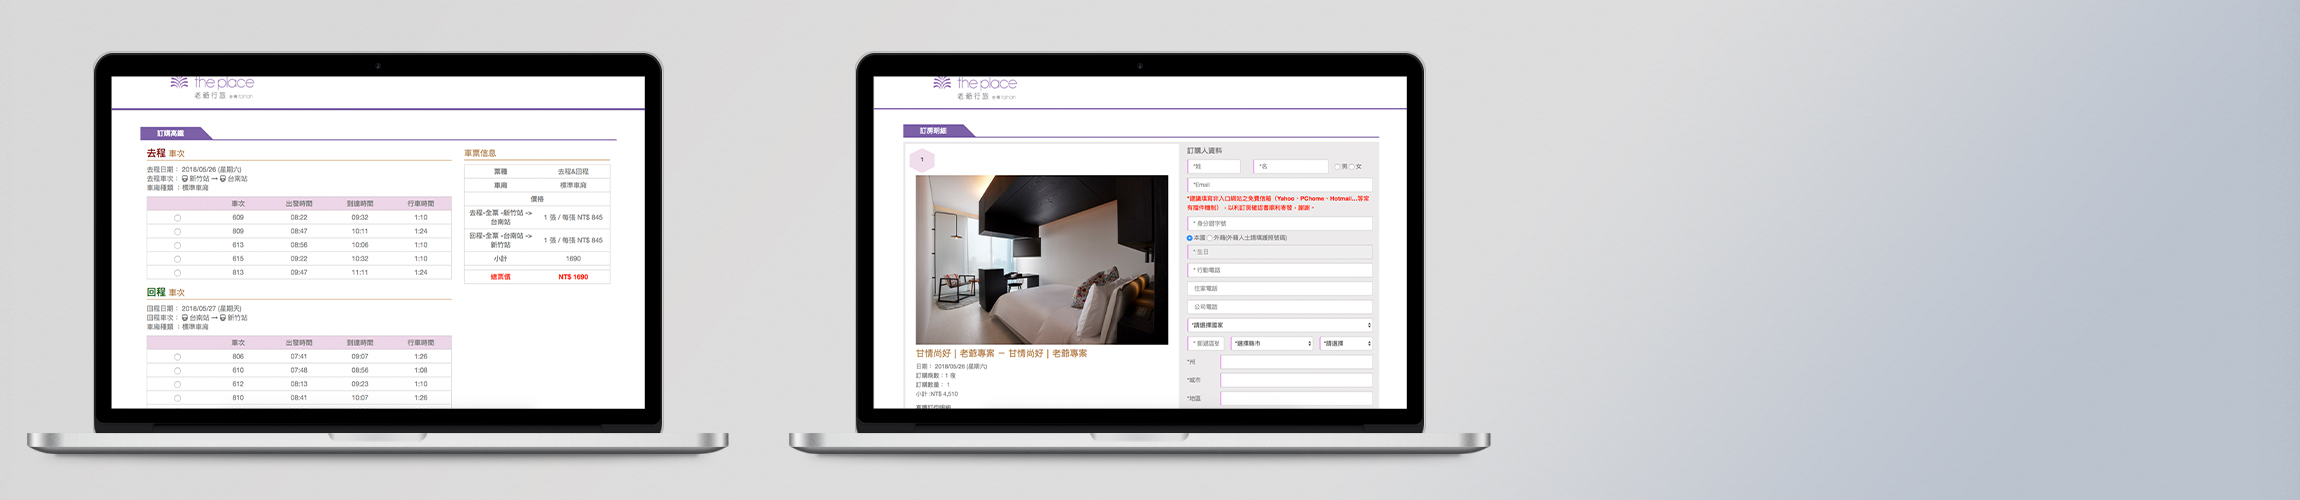 the place
老爺行旅 台南 tainan
訂購高鐵
去程 車次
去程日期： 2018/05/26 (星期六)
去程車次： 新竹站 → 台南站
車廂種類 ：標準車廂
車次 出發時間 到達時間 行車時間
609 08:22 09:32 1:10
809 08:47 10:11 1:24
613 08:56 10:06 1:10
615 09:22 10:32 1:10
813 09:47 11:11 1:24
回程 車次
回程日期： 2018/05/27 (星期天)
回程車次： 台南站 → 新竹站
車廂種類 ：標準車廂
車次 出發時間 到達時間 行車時間
806 07:41 09:07 1:26
610 07:48 08:56 1:08
612 08:13 09:23 1:10
810 08:41 10:07 1:26
車票信息
票種 去程&回程
車廂 標準車廂
價格
去程-全票 -新竹站 -> 台南站 1 張 / 每張 NT$ 845
回程-全票 -台南站 -> 新竹站 1 張 / 每張 NT$ 845
小計 1690
總票價 NT$ 1690
the place
老爺行旅 台南 tainan
訂房明細
1
甘情尚好 | 老爺專案 － 甘情尚好 | 老爺專案
日期： 2018/05/26 (星期六)
訂購晚數：1 夜
訂購數量： 1
小計 :NT$ 4,510
訂購人資料
*姓 *名 男 女
*Email
*建議填寫非入口網站之免費信箱（Yahoo、PChome、Hotmail,,,等常
有擋件機制），以利訂房確認書順利寄發，謝謝。
* 身分證字號
本國 外籍(外籍人士請填護照號碼)
* 生日
* 行動電話
住家電話
公司電話
*請選擇國家
* 郵遞區號 *選擇縣市 *請選擇
*州
*城市
*地區